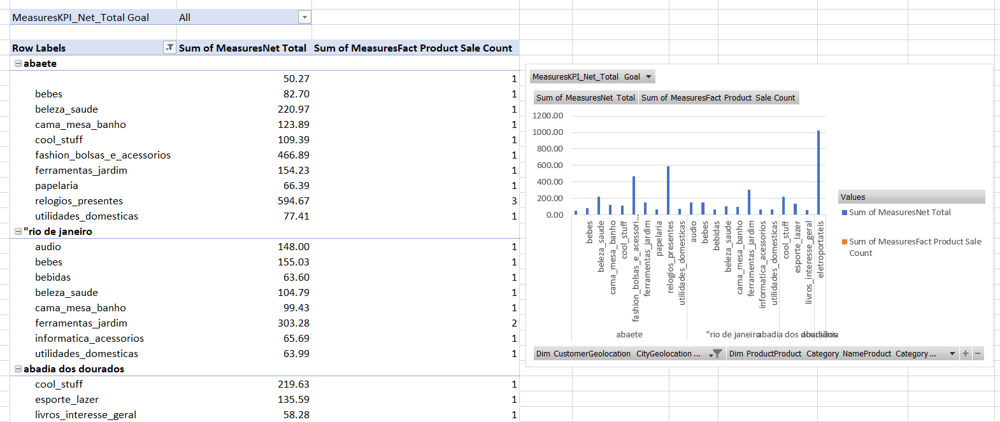 MeasuresKPI_Net_Total Goal All
Row Labels Sum of MeasuresNet Total Sum of MeasuresFact Product Sale Count
abaete
50.27 1
bebes 82.70 1
beleza_saude 220.97 1
cama_mesa_banho 123.89 1
cool_stuff 109.39 1
fashion_bolsas_e_acessorios 466.89 1
ferramentas_jardim 154.23 1
papelaria 66.39 1
relogios_presentes 594.67 3
utilidades_domesticas 77.41 1
"rio de janeiro
audio 148.00 1
bebes 155.03 1
bebidas 63.60 1
beleza_saude 104.79 1
cama_mesa_banho 99.43 1
ferramentas_jardim 303.28 2
informatica_acessorios 65.69 1
utilidades_domesticas 63.99 1
abadia dos dourados
cool_stuff 219.63 1
esporte_lazer 135.59 1
livros_interesse_geral 58.28 1
MeasuresKPI_Net_Total Goal
Sum of MeasuresNet Total Sum of MeasuresFact Product Sale Count
1200.00
1000.00
800.00
600.00
400.00
200.00
0.00
bebes
beleza_saude
cama_mesa_banho
cool_stuff
fashion_bolsas_e_acessori...
ferramentas_jardim
papelaria
relogios_presentes
utilidades_domesticas
audio
bebes
bebidas
beleza_saude
cama_mesa_banho
ferramentas_jardim
informatica_acessorios
utilidades_domesticas
cool_stuff
esporte_lazer
livros_interesse_geral
eletroportateis
abaete "rio de janeiro abadia dos
Values
Sum of MeasuresNet Total
Sum of MeasuresFact Product Sale
Count
Dim CustomerGeolocation CityGeolocation ... Dim ProductProduct Category NameProduct Category ... + −